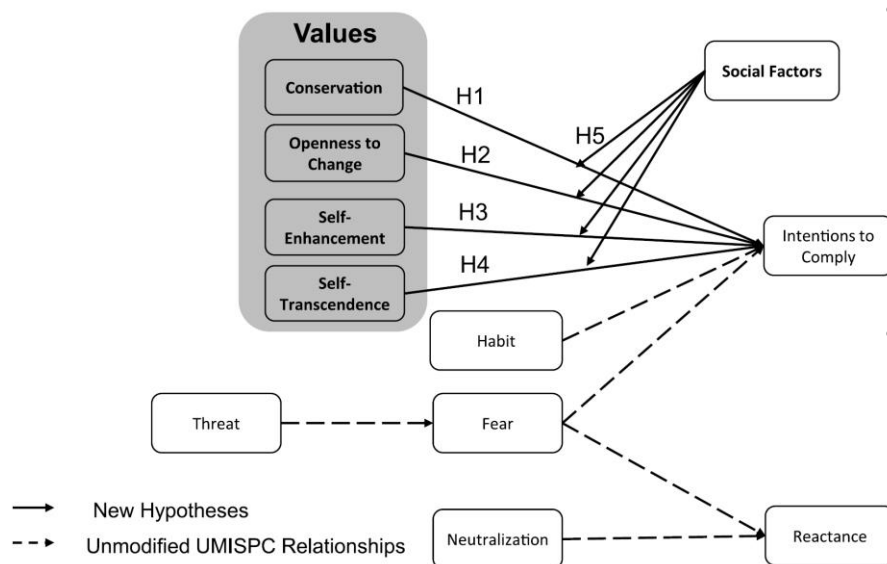 Values
Conservation
H1
Social Factors
Openness to
Change
H2
H5
Self-
Enhancement
H3
Intentions to
Comply
Self-
Transcendence
H4
Habit
Threat
Fear
New Hypotheses
Unmodified UMISPC Relationships
Neutralization
Reactance